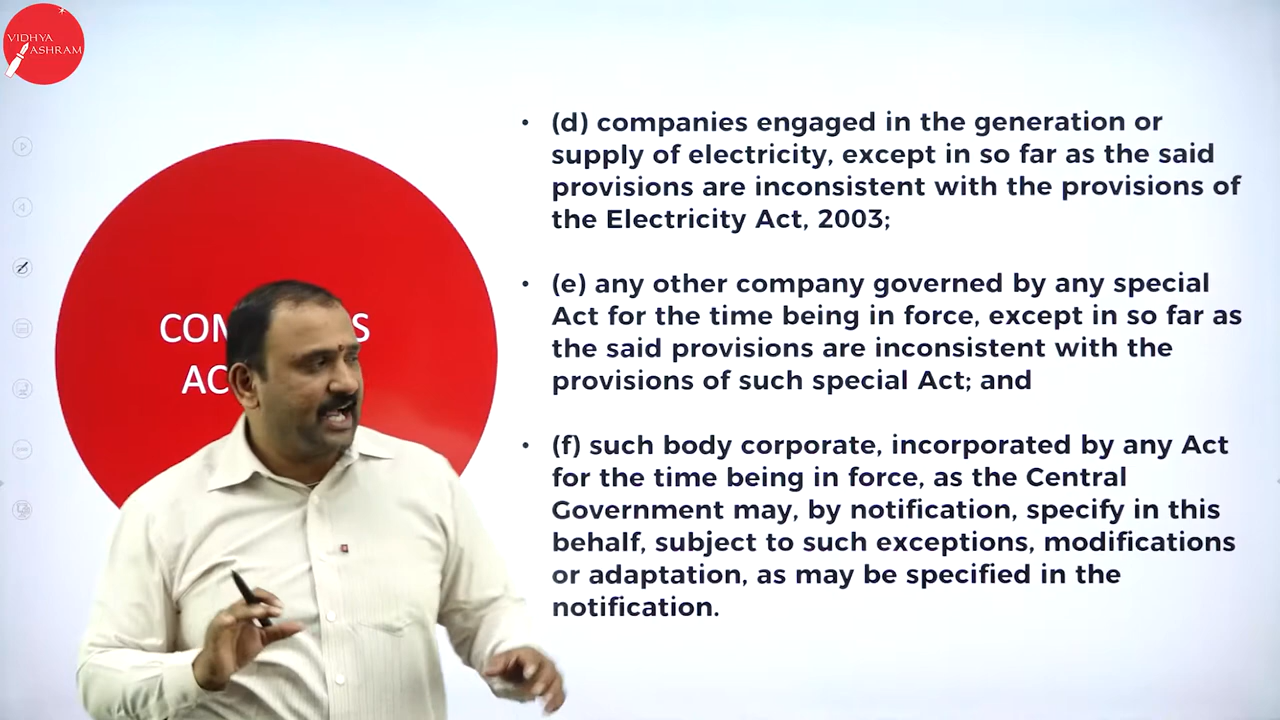 VIDHYA
ASHRAM
• (d) companies engaged in the generation or
supply of electricity, except in so far as the said
provisions are inconsistent with the provisions of
the Electricity Act, 2003;
• (e) any other company governed by any special
Act for the time being in force, except in so far as
the said provisions are inconsistent with the
provisions of such special Act; and
• (f) such body corporate, incorporated by any Act
for the time being in force, as the Central
Government may, by notification, specify in this
behalf, subject to such exceptions, modifications
or adaptation, as may be specified in the
notification.